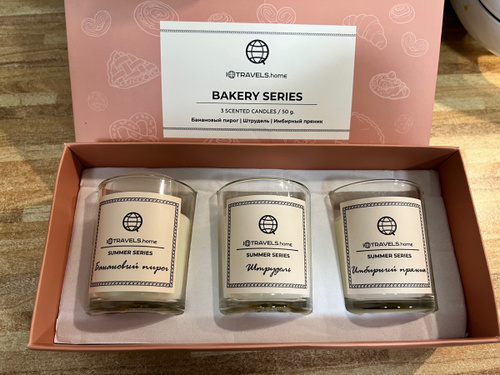 TRAVELS.home
BAKERY SERIES
3 SCENTED CANDLES / 50 g
Банановый пирог | Штрудель | Имбирный пряник
TRAVELS.home
SUMMER SERIES
Банановый пирог
TRAVELS.home
SUMMER SERIES
Штрудель
TRAVELS.home
SUMMER SERIES
Имбирный пряник